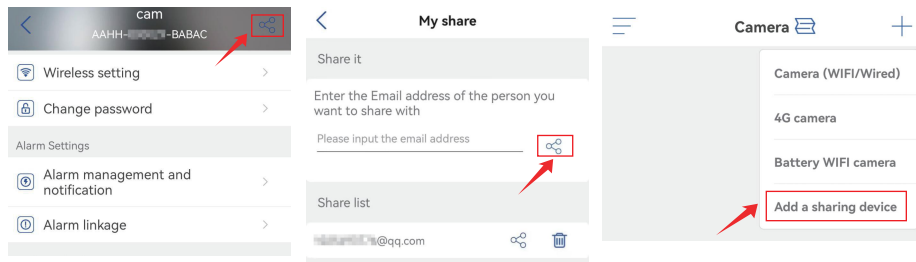 cam
AAHH- -BABAC
Wireless setting
Change password
Alarm Settings
Alarm management and
notification
Alarm linkage
My share
Share it
Enter the Email address of the person you
want to share with
Please input the email address
Share list
@qq.com
Camera
Camera (WIFI/Wired)
4G camera
Battery WIFI camera
Add a sharing device